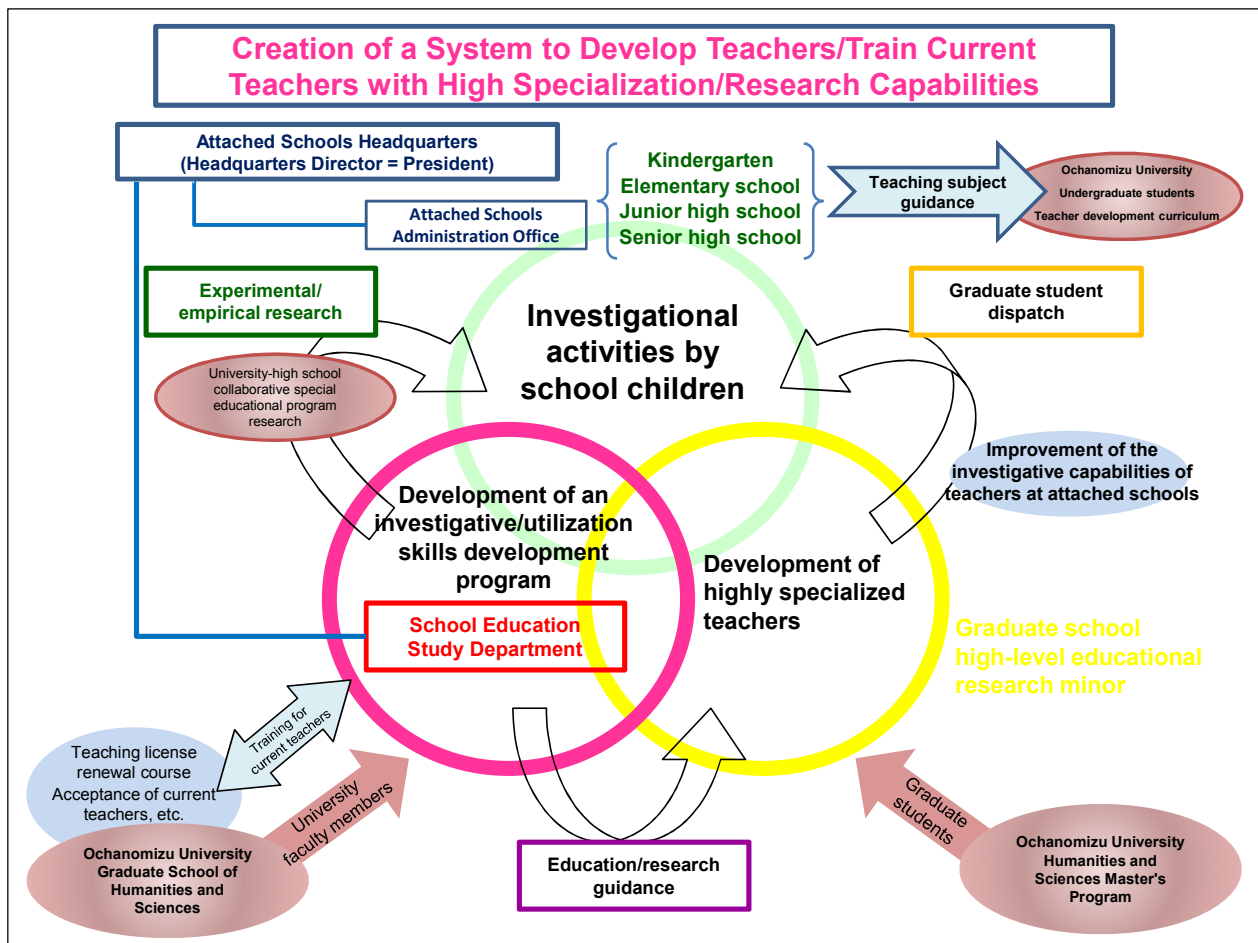 Creation of a System to Develop Teachers/Train Current
Teachers with High Specialization/Research Capabilities
Attached Schools Headquarters
(Headquarters Director = President)
Attached Schools
Administration Office
Kindergarten
Elementary school
Junior high school
Senior high school
Teaching subject
guidance
Ochanomizu University
Undergraduate students
Teacher development curriculum
Experimental/
empirical research
University-high school
collaborative special
educational program
research
Investigational
activities by
school children
Graduate student
dispatch
Improvement of the
investigative capabilities of
teachers at attached schools
Development of an
investigative/utilization
skills development
program
School Education
Study Department
Development of
highly specialized
teachers
Graduate school
high-level educational
research minor
Training for
current teachers
Teaching license
renewal course
Acceptance of current
teachers, etc.
University
faculty members
Ochanomizu University
Graduate School of
Humanities and
Sciences
Education/research
guidance
Graduate
students
Ochanomizu University
Humanities and
Sciences Master's
Program